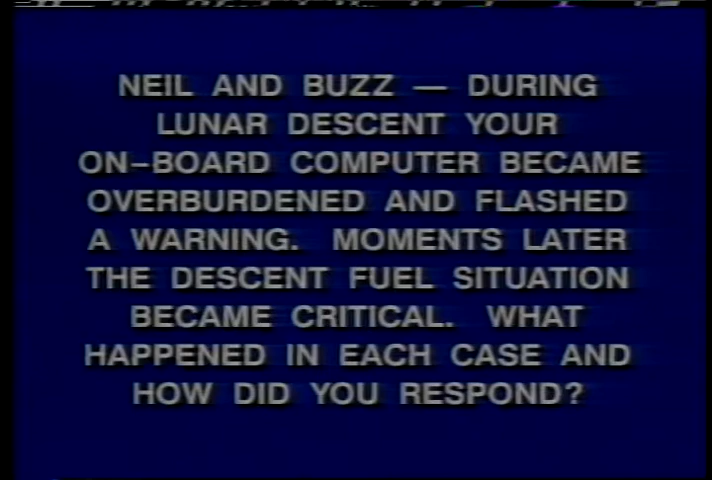 NEIL AND BUZZ — DURING
LUNAR DESCENT YOUR
ON–BOARD COMPUTER BECAME
OVERBURDENED AND FLASHED
A WARNING. MOMENTS LATER
THE DESCENT FUEL SITUATION
BECAME CRITICAL. WHAT
HAPPENED IN EACH CASE AND
HOW DID YOU RESPOND?